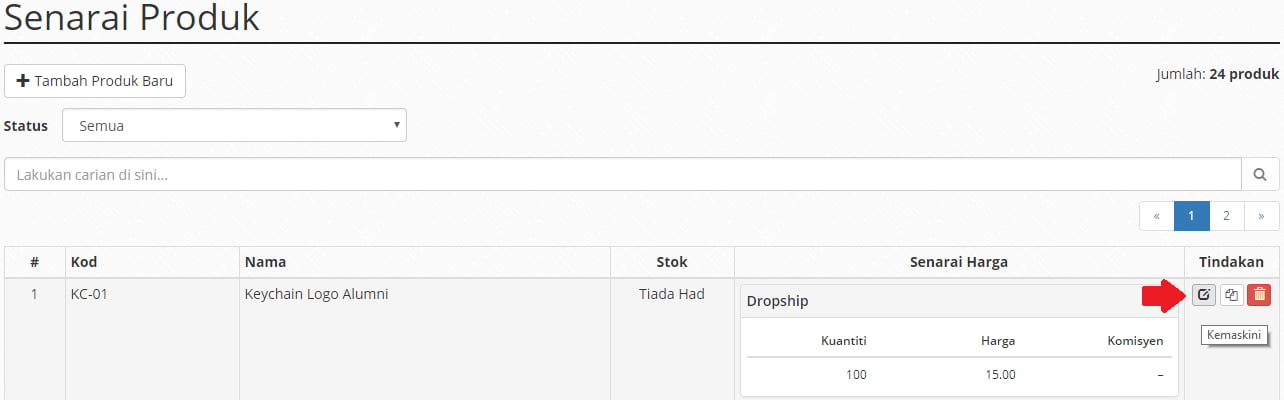 Senarai Produk
Tambah Produk Baru
Jumlah: 24 produk
Status Semua
Lakukan carian di sini...
« 1 2 »
# Kod Nama Stok Senarai Harga Tindakan
1 KC-01 Keychain Logo Alumni Tiada Had
Dropship
Kuantiti Harga Komisyen
Kemaskini
100 15.00 –